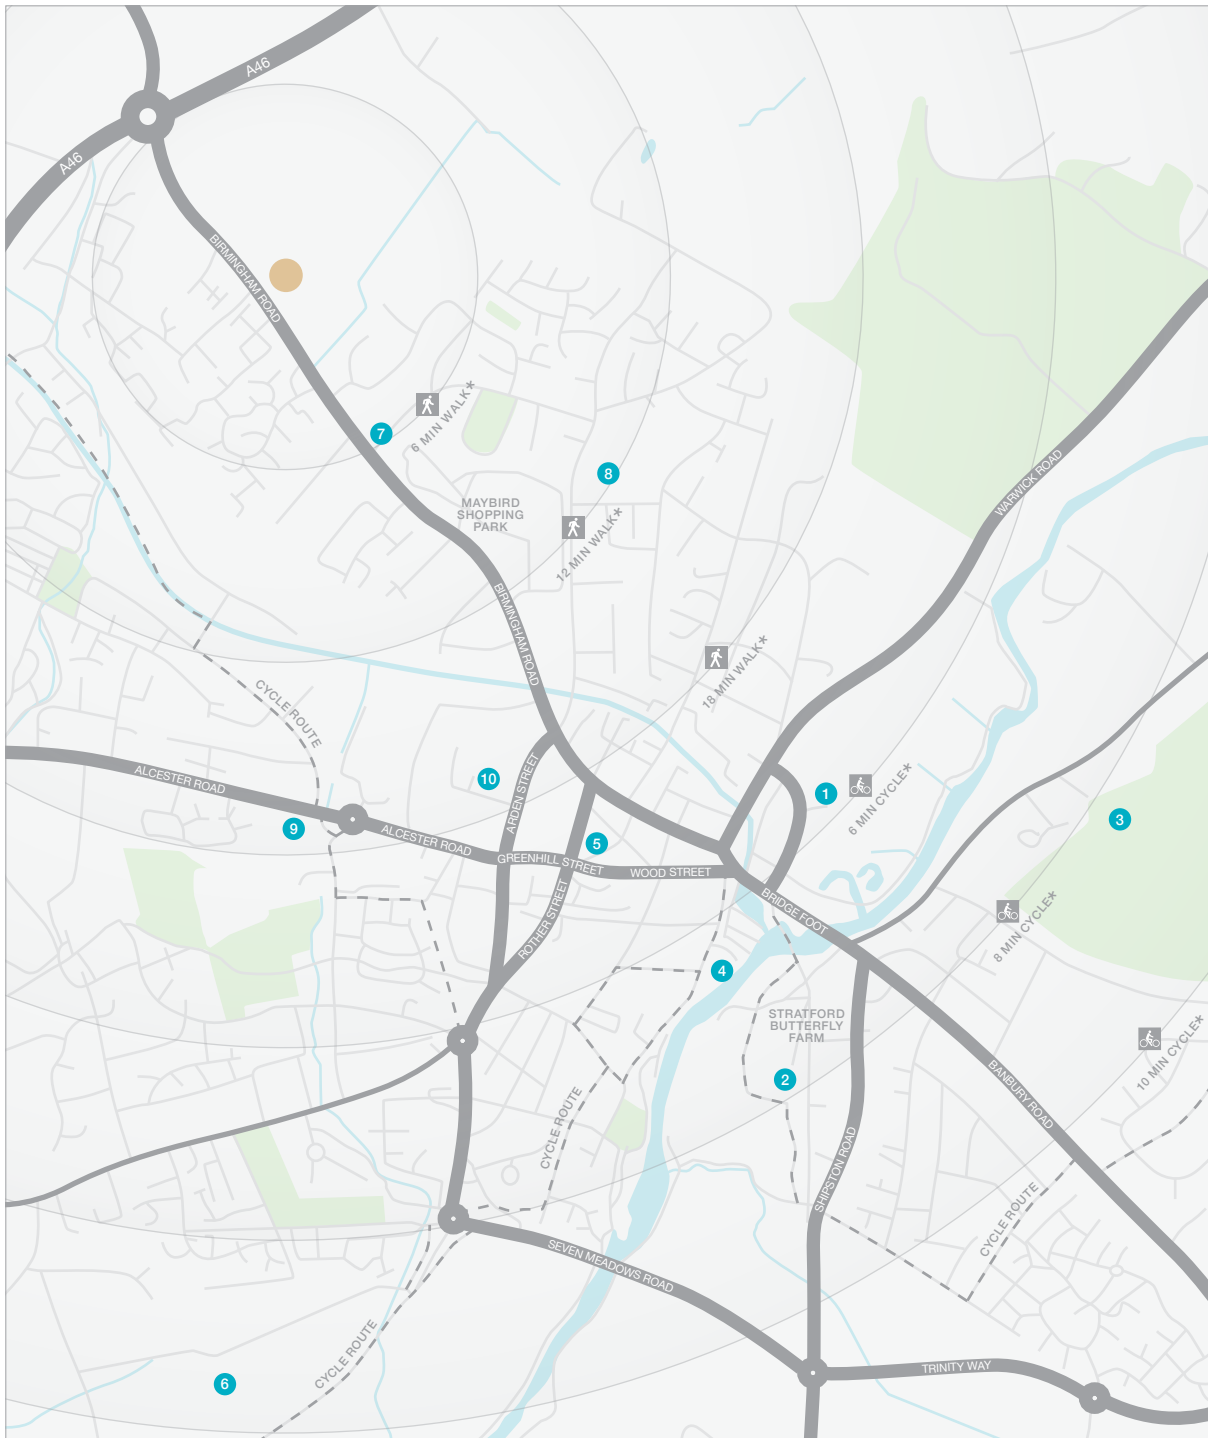 A46
A46
BIRMINGHAM ROAD
6 MIN WALK*
7
8
MAYBIRD
SHOPPING
PARK
WARWICK ROAD
12 MIN WALK*
BIRMINGHAM ROAD
18 MIN WALK*
CYCLE ROUTE
ALCESTER ROAD
10
ARDEN STREET
1
6 MIN CYCLE*
3
9
ALCESTER ROAD
5
GREENHILL STREET
WOOD STREET
BRIDGE FOOT
ROTHER STREET
8 MIN CYCLE*
4
STRATFORD
BUTTERFLY
FARM
10 MIN CYCLE*
2
BANBURY ROAD
CYCLE ROUTE
SHIPSTON ROAD
CYCLE ROUTE
SEVEN MEADOWS ROAD
CYCLE ROUTE
6
TRINITY WAY